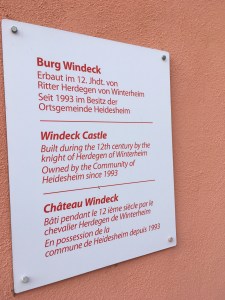 Burg Windeck
Erbaut im 12. Jhdt. von
Ritter Herdegen von Winterheim
Seit 1993 im Besitz der
Ortsgemeinde Heidesheim
Windeck Castle
Built during the 12th century by the
knight of Herdegen of Winterheim
Owned by the Community of
Heidesheim since 1993
Château Windeck
Bâti pendant le 12 ième siècle par le
chevalier Herdegen de Winterheim
En possession de la
commune de Heidesheim depuis 1993